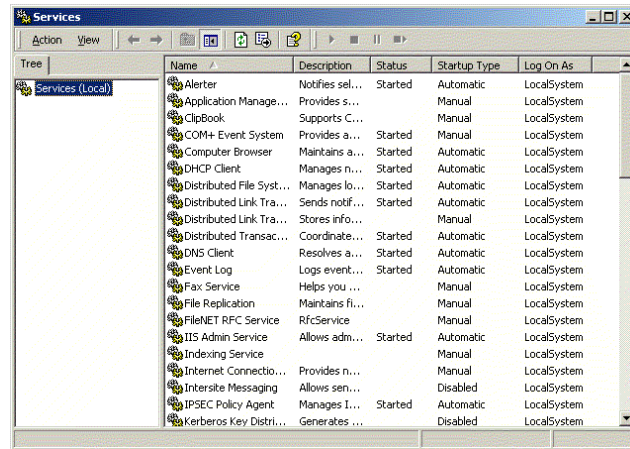 Services
Action View
Tree
Services (Local)
Name Description Status Startup Type Log On As
Alerter Notifies sel... Started Automatic LocalSystem
Application Manage... Provides s... Manual LocalSystem
ClipBook Supports C... Manual LocalSystem
COM+ Event System Provides a... Started Manual LocalSystem
Computer Browser Maintains a... Started Automatic LocalSystem
DHCP Client Manages n... Started Automatic LocalSystem
Distributed File Syst... Manages lo... Started Automatic LocalSystem
Distributed Link Tra... Sends notif... Started Automatic LocalSystem
Distributed Link Tra... Stores info... Manual LocalSystem
Distributed Transac... Coordinate... Started Automatic LocalSystem
DNS Client Resolves a... Started Automatic LocalSystem
Event Log Logs event... Started Automatic LocalSystem
Fax Service Helps you ... Manual LocalSystem
File Replication Maintains fi... Manual LocalSystem
FileNET RFC Service RfcService Manual LocalSystem
IIS Admin Service Allows adm... Started Automatic LocalSystem
Indexing Service Manual LocalSystem
Internet Connectio... Provides n... Manual LocalSystem
Intersite Messaging Allows sen... Disabled LocalSystem
IPSEC Policy Agent Manages I... Started Automatic LocalSystem
Kerberos Key Distri... Generates ... Disabled LocalSystem